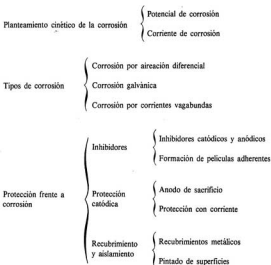 Planteamiento cinético de la corrosión
Potencial de corrosión
Corriente de corrosión
Tipos de corrosión
Corrosión por aireación diferencial
Corrosión galvánica
Corrosión por corrientes vagabundas
Protección frente a
corrosión
Inhibidores
Inhibidores catódicos y anódicos
Formación de películas adherentes
Protección
catódica
Anodo de sacrificio
Protección con corriente
Recubrimiento
y aislamiento
Recubrimientos metálicos
Pintado de superficies